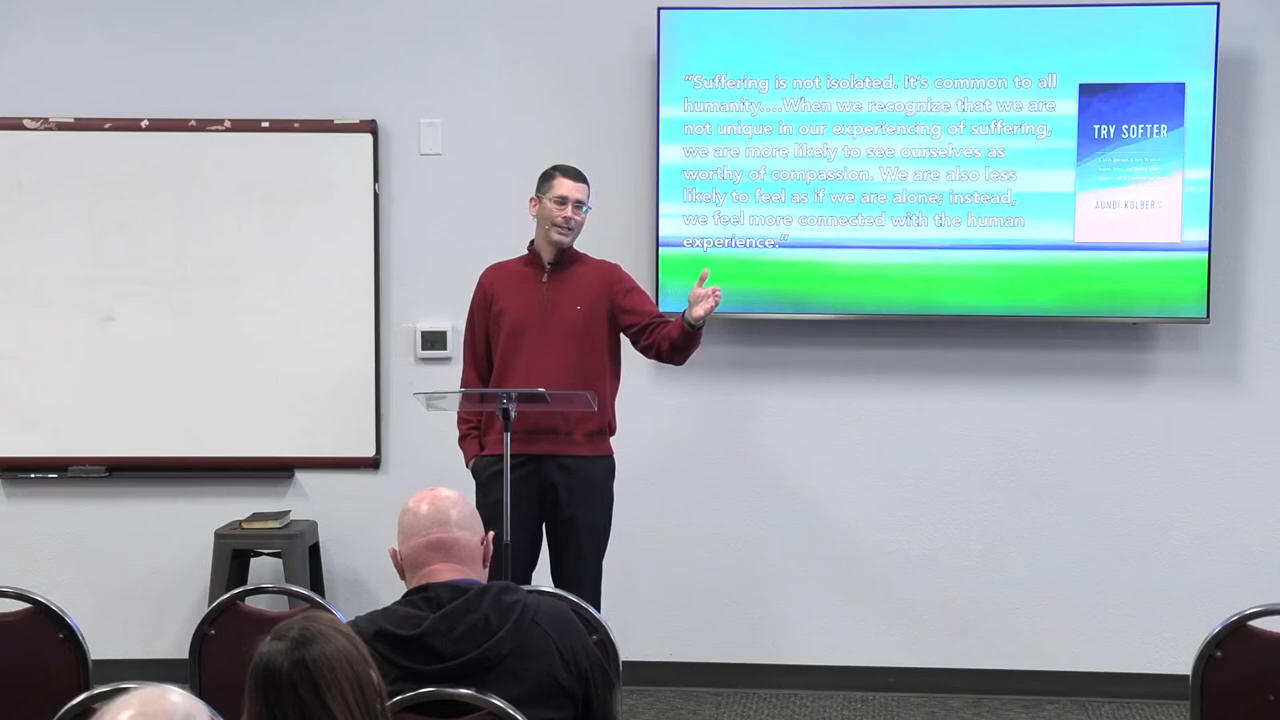 “Suffering is not isolated. It’s common to all
humanity....When we recognize that we are
not unique in our experiencing of suffering,
we are more likely to see ourselves as
worthy of compassion. We are also less
likely to feel as if we are alone; instead,
we feel more connected with the human
experience.”
TRY SOFTER
AUNDI KOLBER